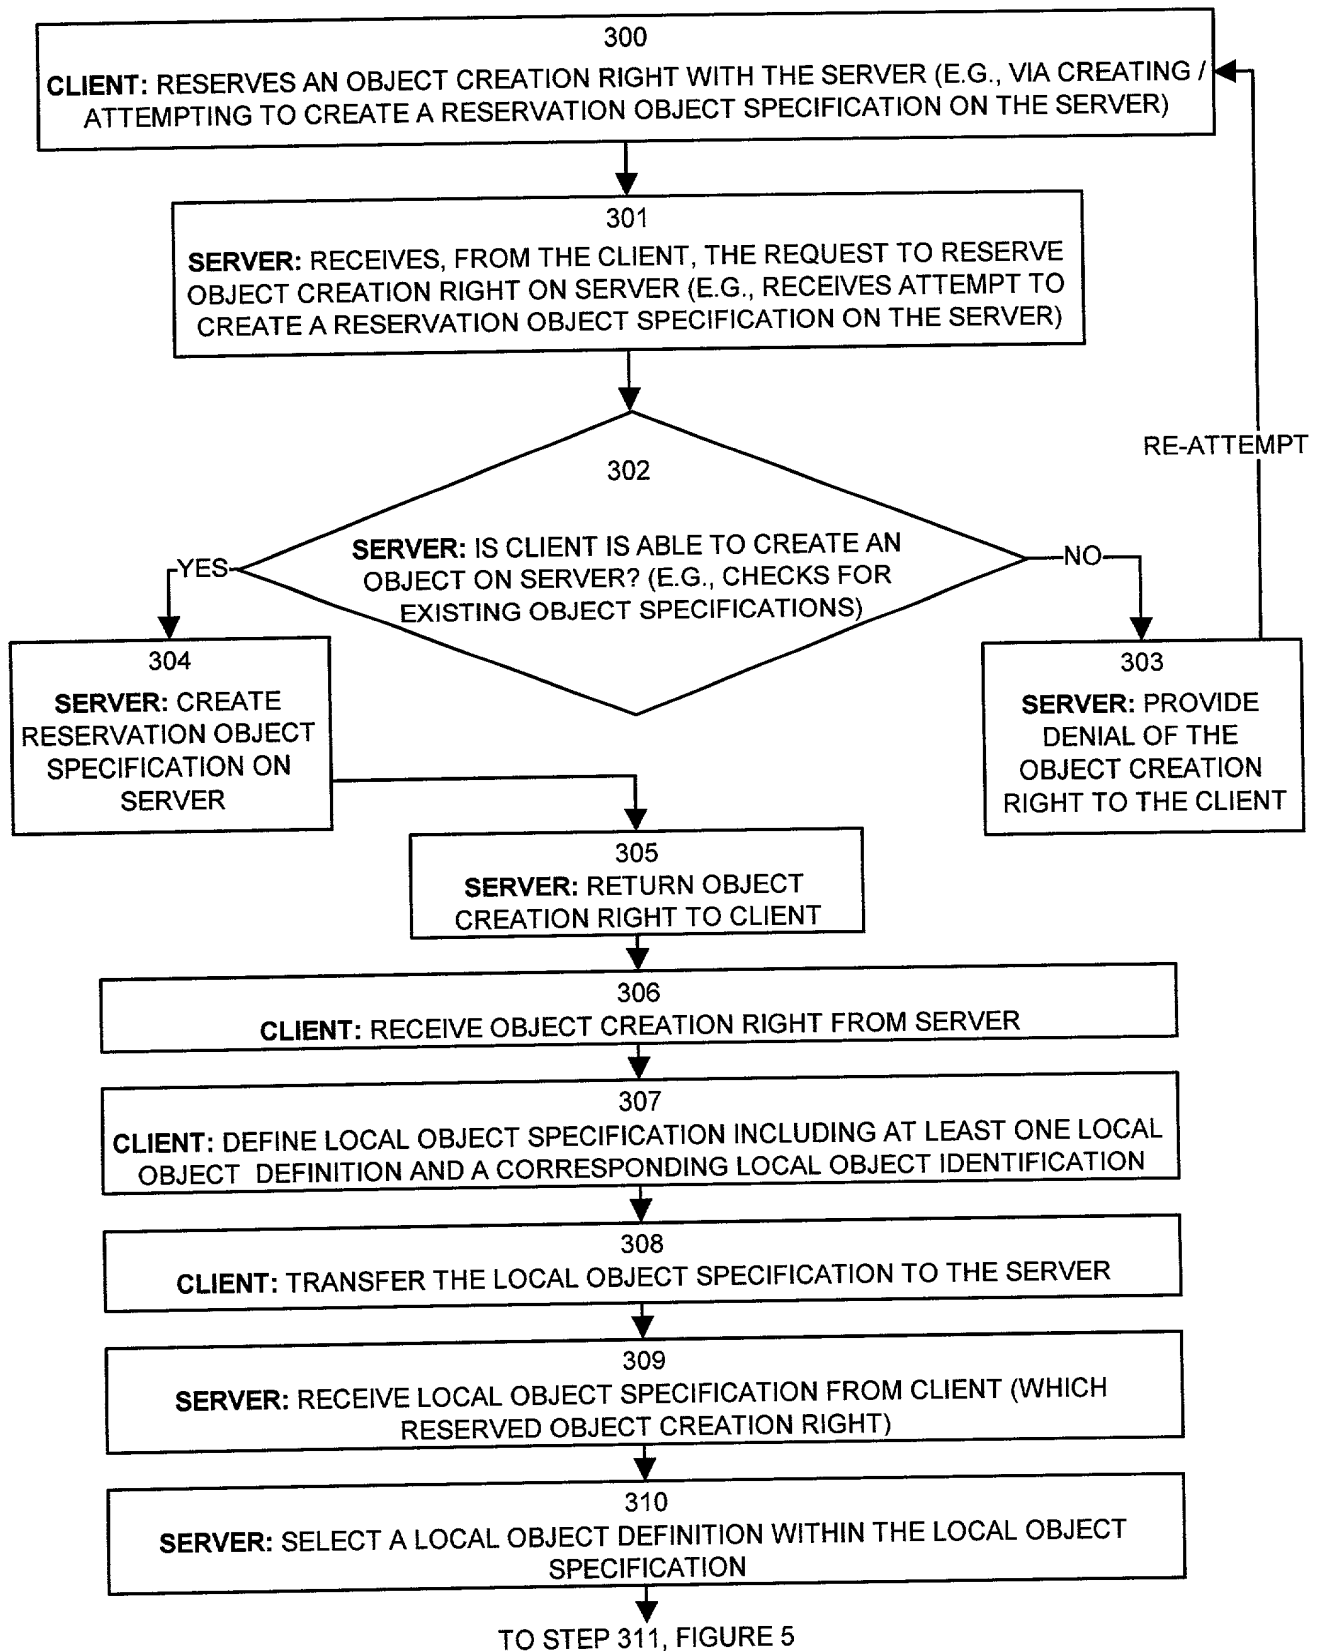 300
CLIENT: RESERVES AN OBJECT CREATION RIGHT WITH THE SERVER (E.G., VIA CREATING /
ATTEMPTING TO CREATE A RESERVATION OBJECT SPECIFICATION ON THE SERVER)
301
SERVER: RECEIVES, FROM THE CLIENT, THE REQUEST TO RESERVE
OBJECT CREATION RIGHT ON SERVER (E.G., RECEIVES ATTEMPT TO
CREATE A RESERVATION OBJECT SPECIFICATION ON THE SERVER)
RE-ATTEMPT
302
SERVER: IS CLIENT IS ABLE TO CREATE AN
OBJECT ON SERVER? (E.G., CHECKS FOR
EXISTING OBJECT SPECIFICATIONS)
YES
NO
304
SERVER: CREATE
RESERVATION OBJECT
SPECIFICATION ON
SERVER
303
SERVER: PROVIDE
DENIAL OF THE
OBJECT CREATION
RIGHT TO THE CLIENT
305
SERVER: RETURN OBJECT
CREATION RIGHT TO CLIENT
306
CLIENT: RECEIVE OBJECT CREATION RIGHT FROM SERVER
307
CLIENT: DEFINE LOCAL OBJECT SPECIFICATION INCLUDING AT LEAST ONE LOCAL
OBJECT DEFINITION AND A CORRESPONDING LOCAL OBJECT IDENTIFICATION
308
CLIENT: TRANSFER THE LOCAL OBJECT SPECIFICATION TO THE SERVER
309
SERVER: RECEIVE LOCAL OBJECT SPECIFICATION FROM CLIENT (WHICH
RESERVED OBJECT CREATION RIGHT)
310
SERVER: SELECT A LOCAL OBJECT DEFINITION WITHIN THE LOCAL OBJECT
SPECIFICATION
TO STEP 311, FIGURE 5